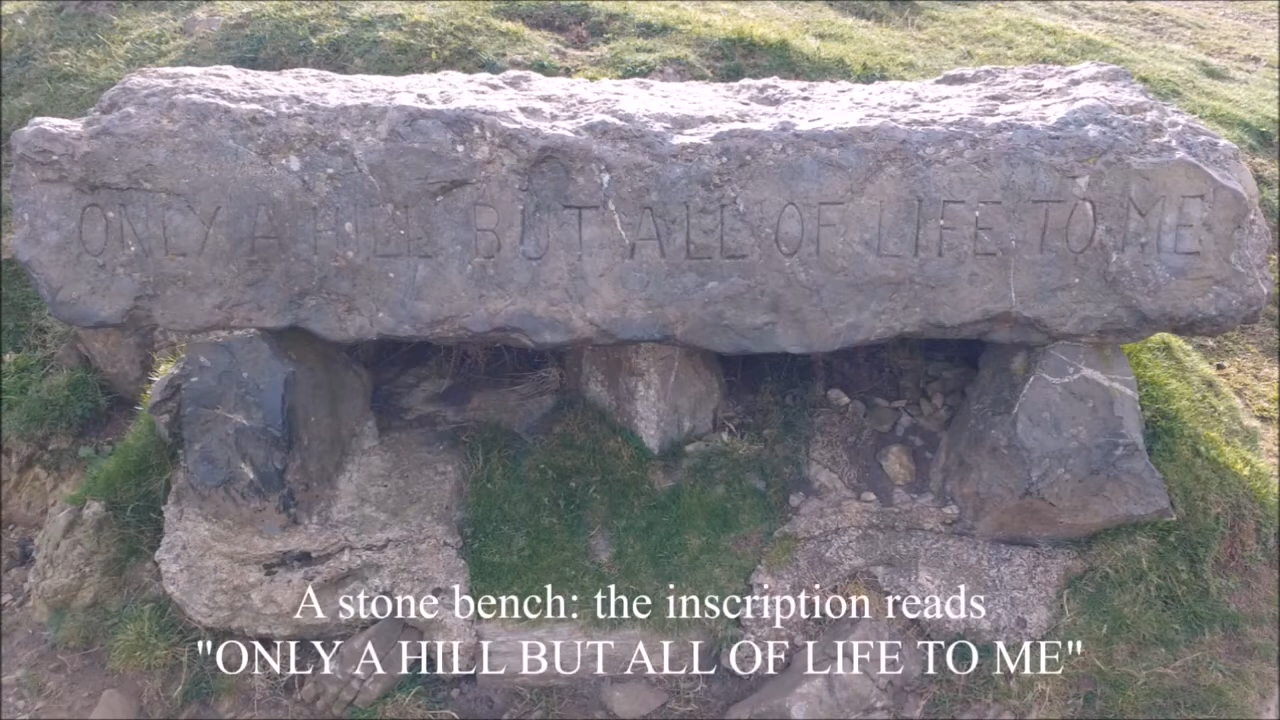 ONLY A HILL BUT ALL OF LIFE TO ME
A stone bench: the inscription reads
"ONLY A HILL BUT ALL OF LIFE TO ME"